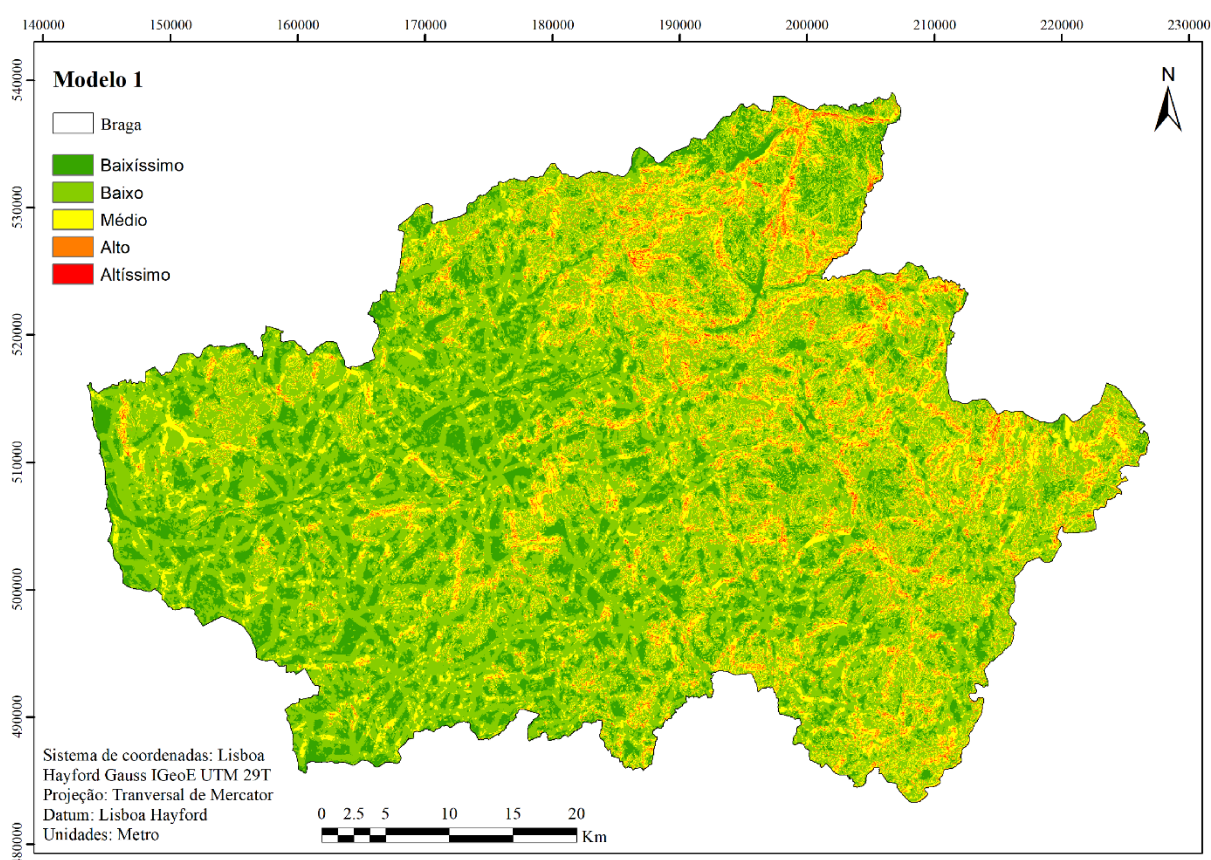 140000 150000 160000 170000 180000 190000 200000 210000 220000 230000
540000
530000
520000
510000
500000
490000
480000
Modelo 1
Braga
Baixíssimo
Baixo
Médio
Alto
Altíssimo
N
Sistema de coordenadas: Lisboa
Hayford Gauss IGeoE UTM 29T
Projeção: Tranversal de Mercator
Datum: Lisboa Hayford
Unidades: Metro
0 2.5 5 10 15 20
Km